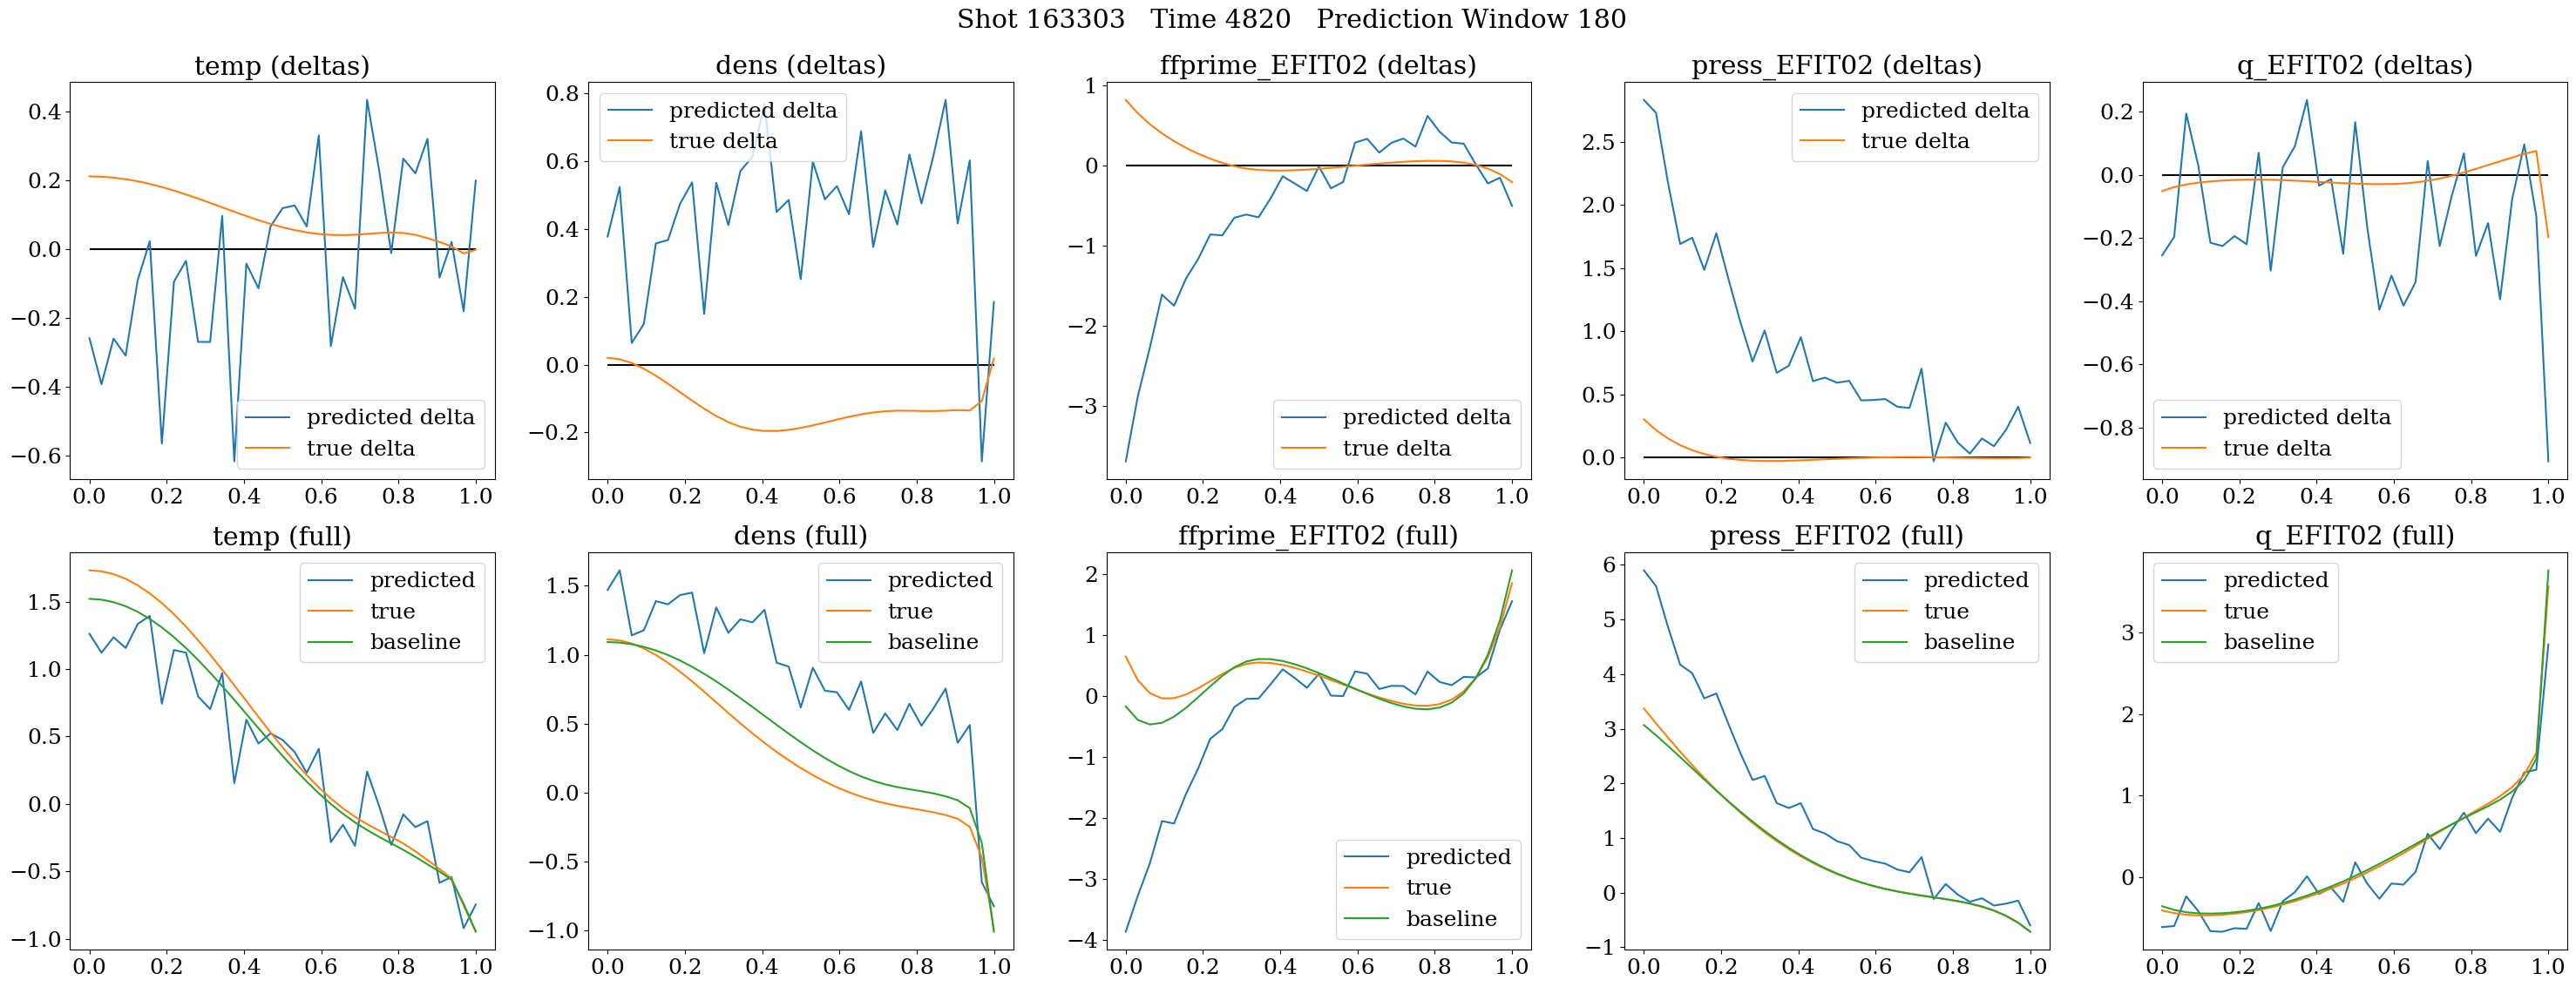 Shot 163303   Time 4820   Prediction Window 180
temp (deltas)
0.4
0.2
0.0
−0.2
−0.4
−0.6
predicted delta
true delta
0.0 0.2 0.4 0.6 0.8 1.0
dens (deltas)
0.8
0.6
0.4
0.2
0.0
−0.2
predicted delta
true delta
0.0 0.2 0.4 0.6 0.8 1.0
ffprime_EFIT02 (deltas)
1
0
−1
−2
−3
predicted delta
true delta
0.0 0.2 0.4 0.6 0.8 1.0
press_EFIT02 (deltas)
2.5
2.0
1.5
1.0
0.5
0.0
predicted delta
true delta
0.0 0.2 0.4 0.6 0.8 1.0
q_EFIT02 (deltas)
0.2
0.0
−0.2
−0.4
−0.6
−0.8
predicted delta
true delta
0.0 0.2 0.4 0.6 0.8 1.0
temp (full)
1.5
1.0
0.5
0.0
−0.5
−1.0
predicted
true
baseline
0.0 0.2 0.4 0.6 0.8 1.0
dens (full)
1.5
1.0
0.5
0.0
−0.5
−1.0
predicted
true
baseline
0.0 0.2 0.4 0.6 0.8 1.0
ffprime_EFIT02 (full)
2
1
0
−1
−2
−3
−4
predicted
true
baseline
0.0 0.2 0.4 0.6 0.8 1.0
press_EFIT02 (full)
6
5
4
3
2
1
0
−1
predicted
true
baseline
0.0 0.2 0.4 0.6 0.8 1.0
q_EFIT02 (full)
3
2
1
0
predicted
true
baseline
0.0 0.2 0.4 0.6 0.8 1.0